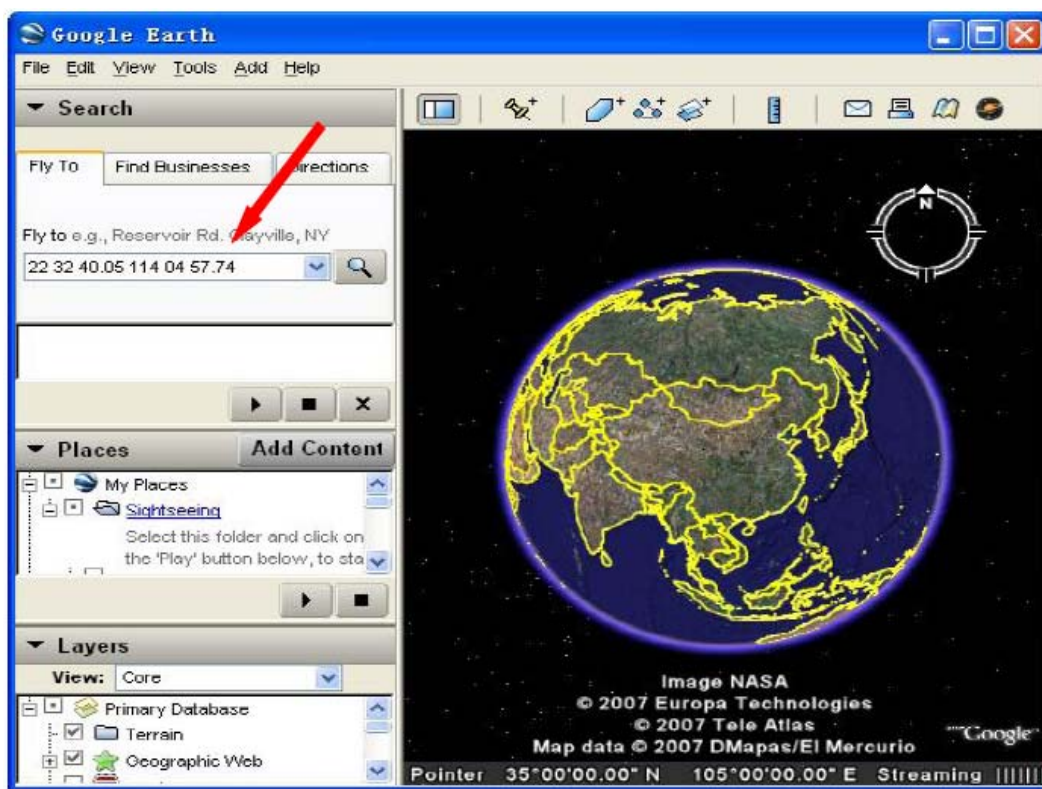 Google Earth
File Edit View Tools Add Help
Search
Fly To Find Businesses Directions
Fly to e.g., Reservoir Rd. Clayville, NY
22 32 40.05 114 04 57.74
Places Add Content
My Places
Sightseeing
Select this folder and click on
the 'Play' button below, to sta
Layers
View: Core
Primary Database
Terrain
Geographic Web
N
Image NASA
© 2007 Europa Technologies
© 2007 Tele Atlas
Map data © 2007 DMapas/El Mercurio
Google
Pointer 35°00'00.00" N 105°00'00.00" E Streaming ||||||